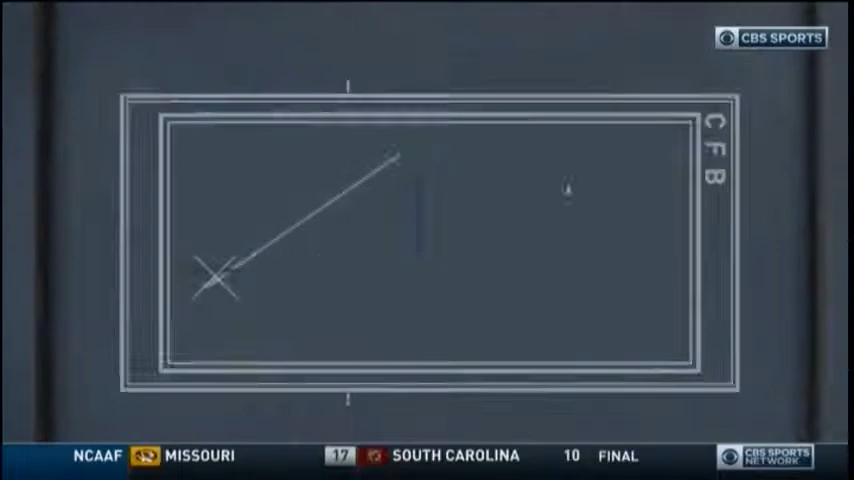 CBS SPORTS
CFB
NCAAF MISSOURI 17 SOUTH CAROLINA 10 FINAL
CBS SPORTS
NETWORK